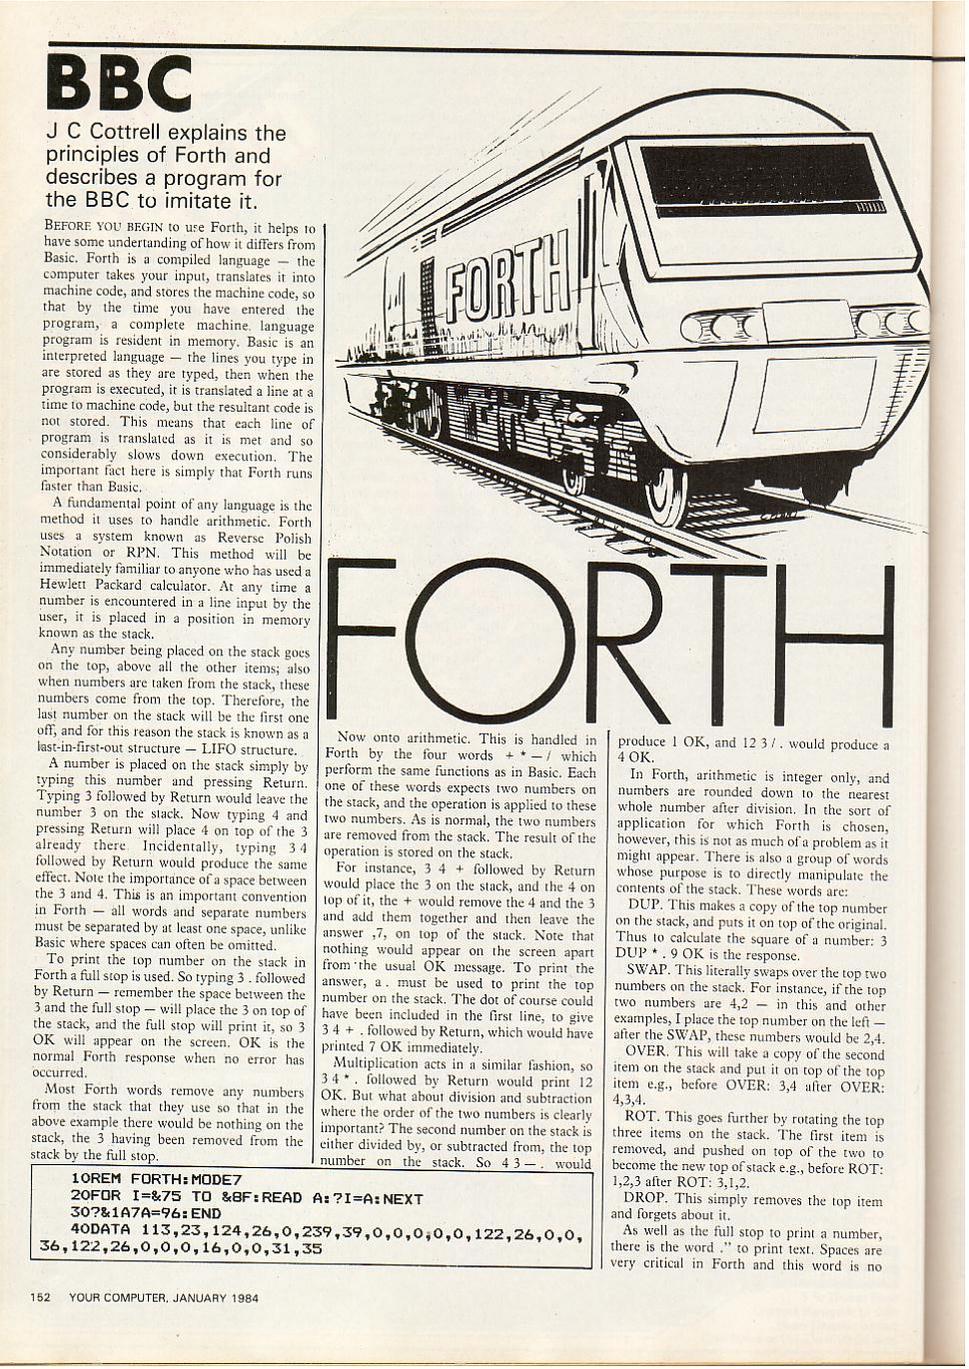 BBC
J C Cottrell explains the
principles of Forth and
describes a program for
the BBC to imitate it.
BEFORE YOU BEGIN to use Forth, it helps to
have some undertanding of how it differs from
Basic. Forth is a compiled language — the
computer takes your input, translates it into
machine code, and stores the machine code, so
that by the time you have entered the
program, a complete machine language
program is resident in memory. Basic is an
interpreted language — the lines you type in
are stored as they are typed, then when the
program is executed, it is translated a line at a
time to machine code, but the resultant code is
not stored. This means that each line of
program is translated as it is met and so
considerably slows down execution. The
important fact here is simply that Forth runs
faster than Basic.
A fundamental point of any language is the
method it uses to handle arithmetic. Forth
uses a system known as Reverse Polish
Notation or RPN. This method will be
immediately familiar to anyone who has used a
Hewlett Packard calculator. At any time a
number is encountered in a line input by the
user, it is placed in a position in memory
known as the stack.
Any number being placed on the stack goes
on the top, above all the other items; also
when numbers are taken from the stack, these
numbers come from the top. Therefore, the
last number on the stack will be the first one
off, and for this reason the stack is known as a
last-in-first-out structure — LIFO structure.
A number is placed on the stack simply by
typing this number and pressing Return.
Typing 3 followed by Return would leave the
number 3 on the stack. Now typing 4 and
pressing Return will place 4 on top of the 3
already there. Incidentally, typing 3 4
followed by Return would produce the same
effect. Note the importance of a space between
the 3 and 4. This is an important convention
in Forth — all words and separate numbers
must be separated by at least one space, unlike
Basic where spaces can often be omitted.
To print the top number on the stack in
Forth a full stop is used. So typing 3 . followed
by Return — remember the space between the
3 and the full stop — will place the 3 on top of
the stack, and the full stop will print it, so 3
OK will appear on the screen. OK is the
normal Forth response when no error has
occurred.
Most Forth words remove any numbers
from the stack that they use so that in the
above example there would be nothing on the
stack, the 3 having been removed from the
stack by the full stop.
FORTH
FORTH
Now onto arithmetic. This is handled in
Forth by the four words + * — / which
perform the same functions as in Basic. Each
one of these words expects two numbers on
the stack, and the operation is applied to these
two numbers. As is normal, the two numbers
are removed from the stack. The result of the
operation is stored on the stack.
For instance, 3 4 + followed by Return
would place the 3 on the stack, and the 4 on
top of it, the + would remove the 4 and the 3
and add them together and then leave the
answer ,7, on top of the stack. Note that
nothing would appear on the screen apart
from the usual OK message. To print the
answer, a . must be used to print the top
number on the stack. The dot of course could
have been included in the first line, to give
3 4 + . followed by Return, which would have
printed 7 OK immediately.
Multiplication acts in a similar fashion, so
3 4 * . followed by Return would print 12
OK. But what about division and subtraction
where the order of the two numbers is clearly
important? The second number on the stack is
either divided by, or subtracted from, the top
number on the stack. So 4 3 — . would
produce 1 OK, and 12 3 / . would produce a
4 OK.
In Forth, arithmetic is integer only, and
numbers are rounded down to the nearest
whole number after division. In the sort of
application for which Forth is chosen,
however, this is not as much of a problem as it
might appear. There is also a group of words
whose purpose is to directly manipulate the
contents of the stack. These words are:
DUP. This makes a copy of the top number
on the stack, and puts it on top of the original.
Thus to calculate the square of a number: 3
DUP * . 9 OK is the response.
SWAP. This literally swaps over the top two
numbers on the stack. For instance, if the top
two numbers are 4,2 — in this and other
examples, I place the top number on the left —
after the SWAP, these numbers would be 2,4.
OVER. This will take a copy of the second
item on the stack and put it on top of the top
item e.g., before OVER: 3,4 after OVER:
4,3,4.
ROT. This goes further by rotating the top
three items on the stack. The first item is
removed, and pushed on top of the two to
become the new top of stack e.g., before ROT:
1,2,3 after ROT: 3,1,2.
DROP. This simply removes the top item
and forgets about it.
As well as the full stop to print a number,
there is the word ." to print text. Spaces are
very critical in Forth and this word is no
10REM FORTH:MODE7
20FOR I=&75 TO &8F:READ A:?I=A:NEXT
30?&1A7A=96:END
40DATA 113,23,124,26,0,239,39,0,0,0,0,0,122,26,0,0,
36,122,26,0,0,0,16,0,0,31,35
152 YOUR COMPUTER, JANUARY 1984